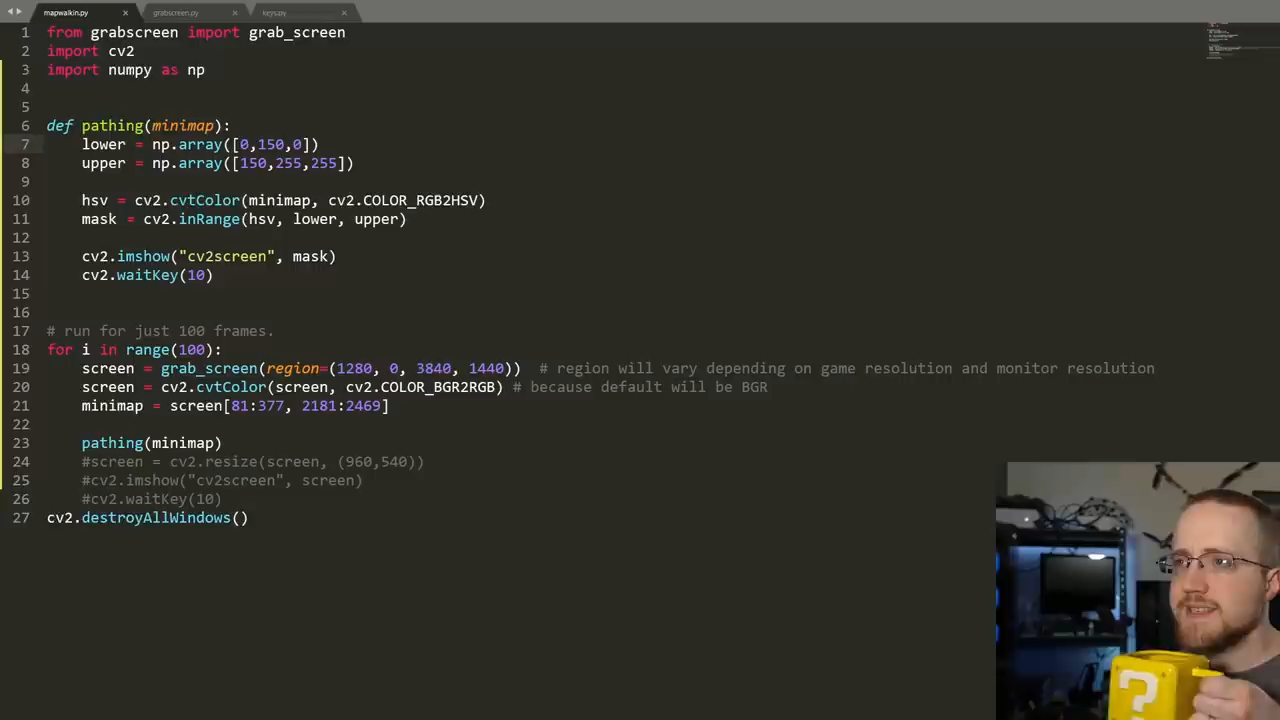 mapwalkin.py × grabscreen.py × keys.py ×
1 from grabscreen import grab_screen
2 import cv2
3 import numpy as np
4
5
6 def pathing(minimap):
7 lower = np.array([0,150,0])
8 upper = np.array([150,255,255])
9
10 hsv = cv2.cvtColor(minimap, cv2.COLOR_RGB2HSV)
11 mask = cv2.inRange(hsv, lower, upper)
12
13 cv2.imshow("cv2screen", mask)
14 cv2.waitKey(10)
15
16
17 # run for just 100 frames.
18 for i in range(100):
19 screen = grab_screen(region=(1280, 0, 3840, 1440)) # region will vary depending on game resolution and monitor resolution
20 screen = cv2.cvtColor(screen, cv2.COLOR_BGR2RGB) # because default will be BGR
21 minimap = screen[81:377, 2181:2469]
22
23 pathing(minimap)
24 #screen = cv2.resize(screen, (960,540))
25 #cv2.imshow("cv2screen", screen)
26 #cv2.waitKey(10)
27 cv2.destroyAllWindows()
?